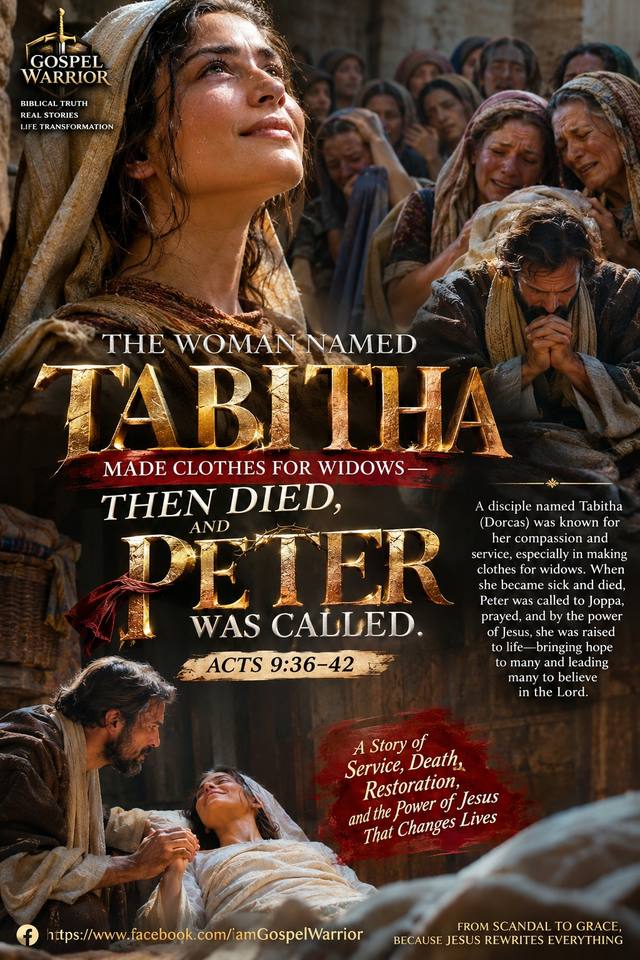 GOSPEL
WARRIOR
BIBLICAL TRUTH
REAL STORIES
LIFE TRANSFORMATION
THE WOMAN NAMED
TABITHA
MADE CLOTHES FOR WIDOWS—
THEN DIED,
AND
PETER
WAS CALLED.
ACTS 9:36–42
A disciple named Tabitha
(Dorcas) was known for
her compassion and
service, especially in making
clothes for widows. When
she became sick and died,
Peter was called to Joppa,
prayed, and by the power
of Jesus, she was raised
to life—bringing hope
to many and leading
many to believe
in the Lord.
A Story of
Service, Death,
Restoration,
and the Power of Jesus
That Changes Lives
https://www.facebook.com/iamGospelWarrior
FROM SCANDAL TO GRACE,
BECAUSE JESUS REWRITES EVERYTHING